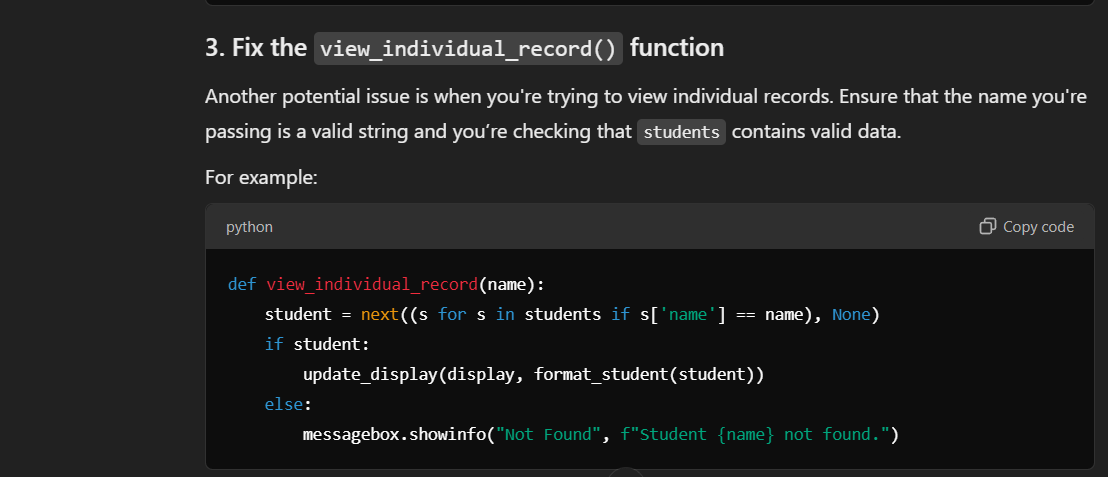 3. Fix the view_individual_record() function
Another potential issue is when you're trying to view individual records. Ensure that the name you're
passing is a valid string and you’re checking that students contains valid data.
For example:
python
Copy code
def view_individual_record(name):
    student = next((s for s in students if s['name'] == name), None)
    if student:
        update_display(display, format_student(student))
    else:
        messagebox.showinfo("Not Found", f"Student {name} not found.")